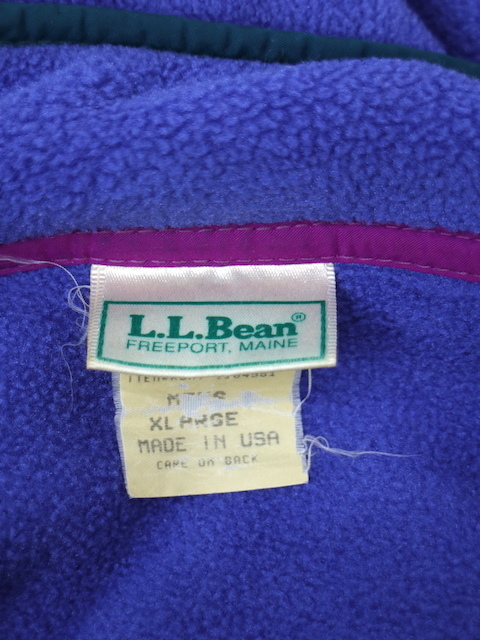 L.L.Bean®
FREEPORT, MAINE
MEN'S
XLARGE
MADE IN USA
CARE ON BACK